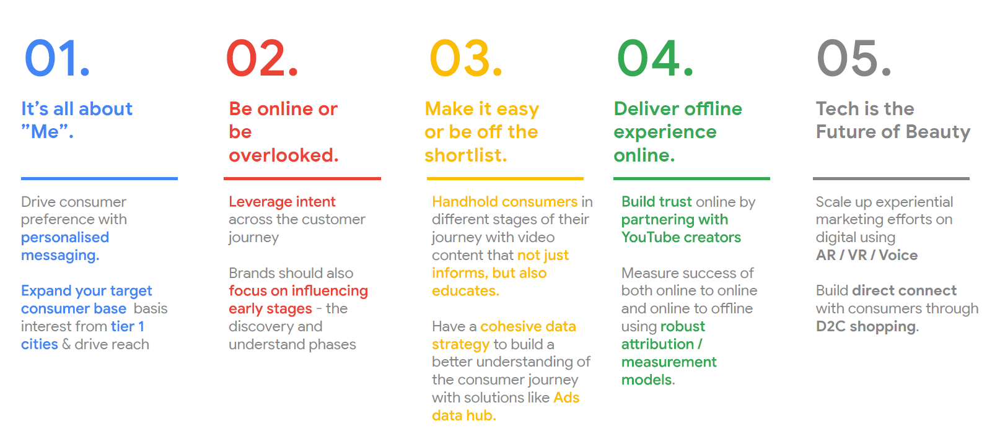 01.
It's all about
”Me”.
Drive consumer
preference with
personalised
messaging.
Expand your target
consumer base basis
interest from tier 1
cities & drive reach
02.
Be online or
be
overlooked.
Leverage intent
across the customer
journey
Brands should also
focus on influencing
early stages - the
discovery and
understand phases
03.
Make it easy
or be off the
shortlist.
Handhold consumers in
different stages of their
journey with video
content that not just
informs, but also
educates.
Have a cohesive data
strategy to build a
better understanding of
the consumer journey
with solutions like Ads
data hub.
04.
Deliver offline
experience
online.
Build trust online by
partnering with
YouTube creators
Measure success of
both online to online
and online to offline
using robust
attribution /
measurement
models.
05.
Tech is the
Future of Beauty
Scale up experiential
marketing efforts on
digital using
AR / VR / Voice
Build direct connect
with consumers through
D2C shopping.